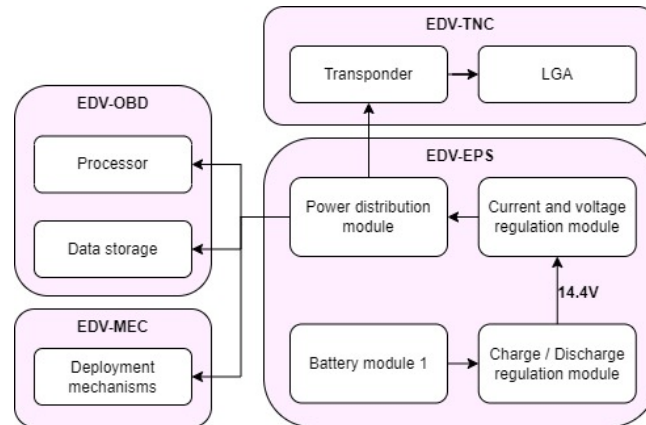 EDV-TNC
Transponder
LGA
EDV-OBD
Processor
Data storage
EDV-EPS
Power distribution
module
Current and voltage
regulation module
14.4V
Battery module 1
Charge / Discharge
regulation module
EDV-MEC
Deployment
mechanisms